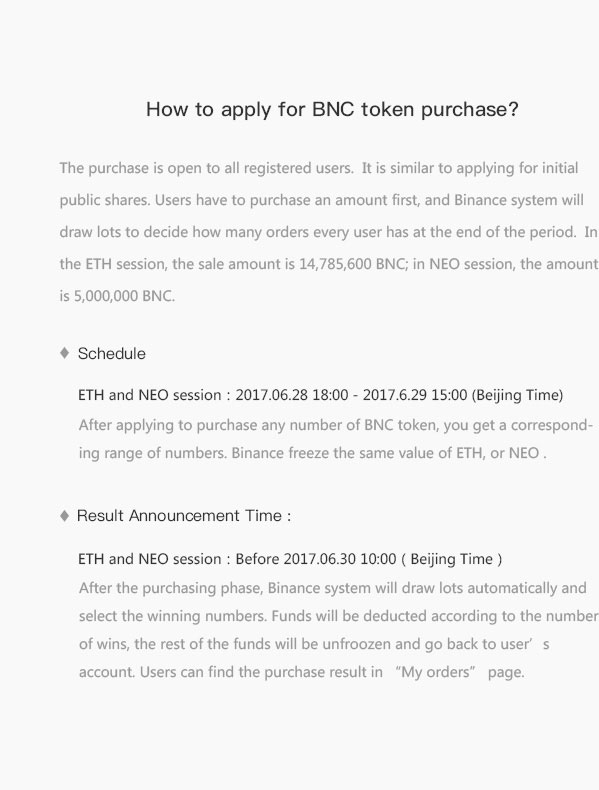 How to apply for BNC token purchase?
The purchase is open to all registered users. It is similar to applying for initial
public shares. Users have to purchase an amount first, and Binance system will
draw lots to decide how many orders every user has at the end of the period. In
the ETH session, the sale amount is 14,785,600 BNC; in NEO session, the amount
is 5,000,000 BNC.
♦ Schedule
ETH and NEO session : 2017.06.28 18:00 - 2017.6.29 15:00 (Beijing Time)
After applying to purchase any number of BNC token, you get a correspond-
ing range of numbers. Binance freeze the same value of ETH, or NEO .
♦ Result Announcement Time :
ETH and NEO session : Before 2017.06.30 10:00 ( Beijing Time )
After the purchasing phase, Binance system will draw lots automatically and
select the winning numbers. Funds will be deducted according to the number
of wins, the rest of the funds will be unfroozen and go back to user’ s
account. Users can find the purchase result in “My orders” page.